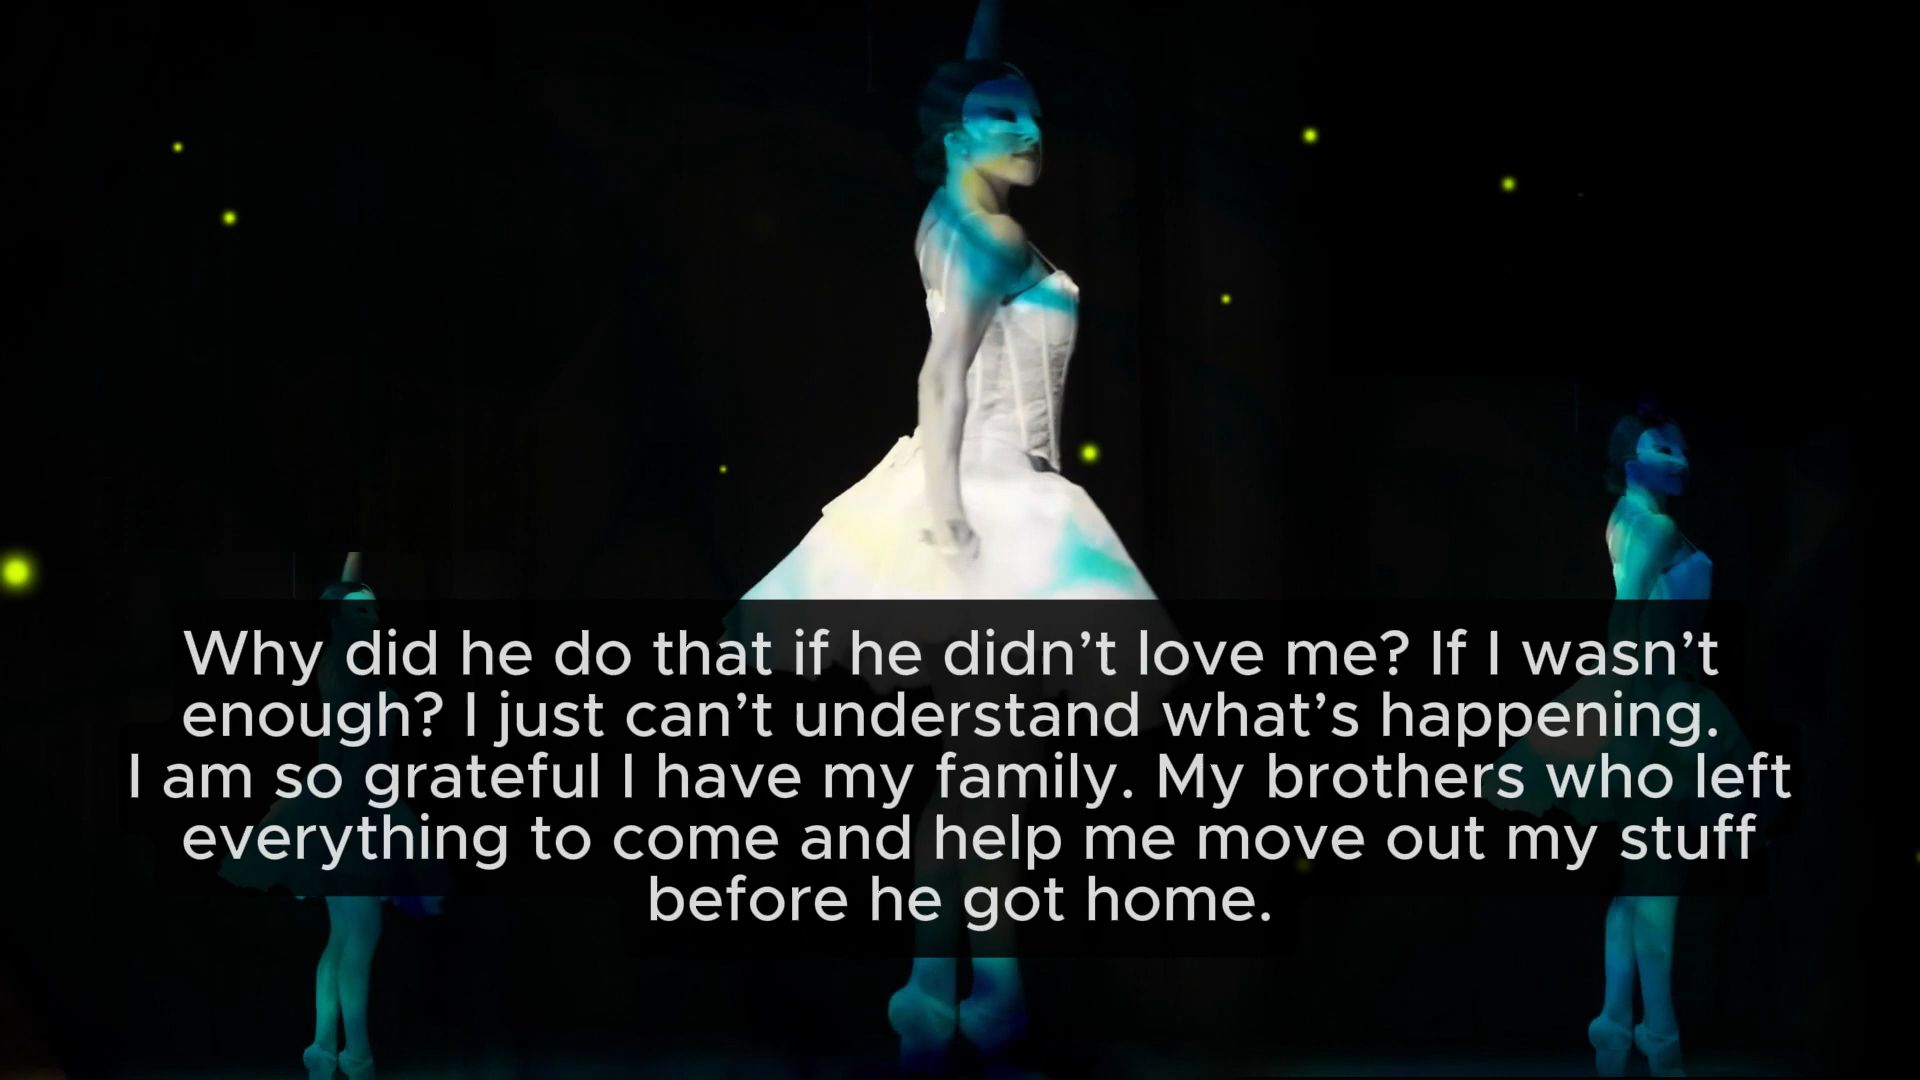 Why did he do that if he didn’t love me? If I wasn’t
enough? I just can’t understand what’s happening.
I am so grateful I have my family. My brothers who left
everything to come and help me move out my stuff
before he got home.